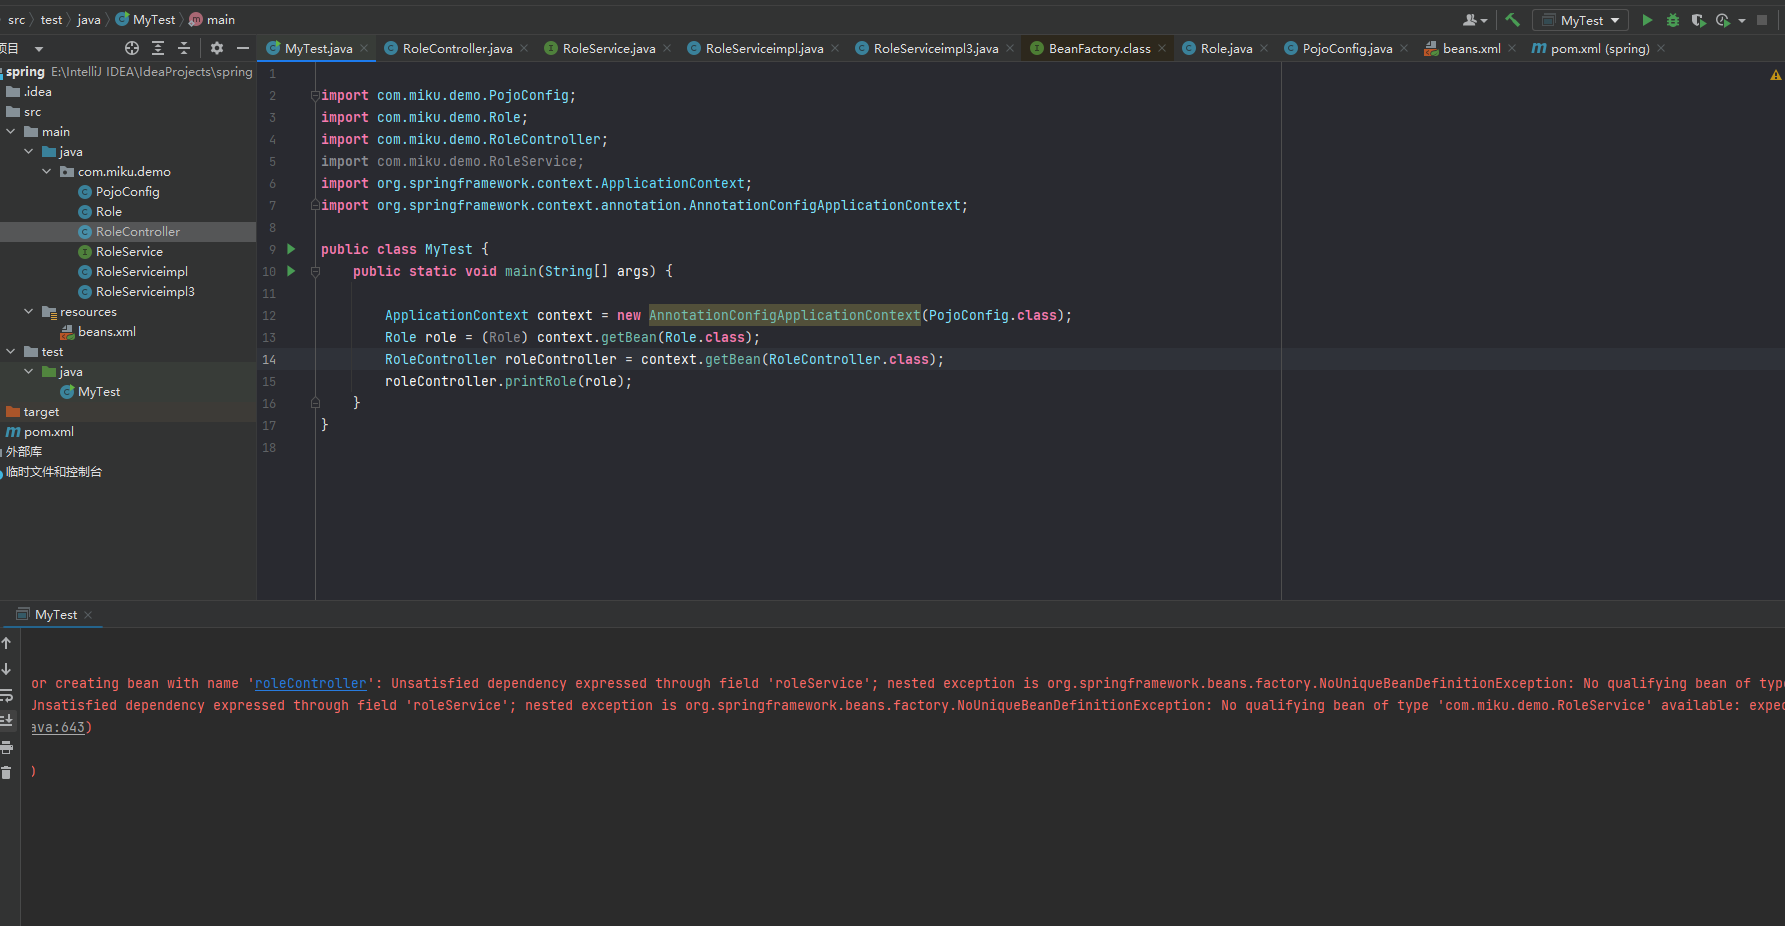 src test java MyTest main
MyTest
项目
MyTest.java RoleController.java RoleService.java RoleServiceimpl.java RoleServiceimpl3.java BeanFactory.class Role.java PojoConfig.java beans.xml pom.xml (spring)
spring E:\IntelliJ IDEA\IdeaProjects\spring
.idea
src
main
java
com.miku.demo
PojoConfig
Role
RoleController
RoleService
RoleServiceimpl
RoleServiceimpl3
resources
beans.xml
test
java
MyTest
target
pom.xml
外部库
临时文件和控制台
1
2 import com.miku.demo.PojoConfig;
3 import com.miku.demo.Role;
4 import com.miku.demo.RoleController;
5 import com.miku.demo.RoleService;
6 import org.springframework.context.ApplicationContext;
7 import org.springframework.context.annotation.AnnotationConfigApplicationContext;
8
9 public class MyTest {
10 public static void main(String[] args) {
11
12 ApplicationContext context = new AnnotationConfigApplicationContext(PojoConfig.class);
13 Role role = (Role) context.getBean(Role.class);
14 RoleController roleController = context.getBean(RoleController.class);
15 roleController.printRole(role);
16 }
17 }
18
MyTest
or creating bean with name 'roleController': Unsatisfied dependency expressed through field 'roleService'; nested exception is org.springframework.beans.factory.NoUniqueBeanDefinitionException: No qualifying bean of type
Unsatisfied dependency expressed through field 'roleService'; nested exception is org.springframework.beans.factory.NoUniqueBeanDefinitionException: No qualifying bean of type 'com.miku.demo.RoleService' available: expec
ava:643)
)